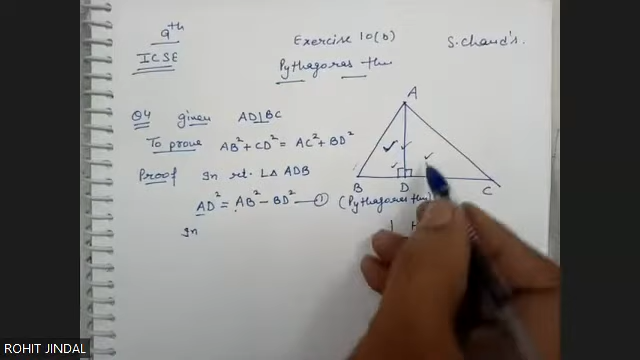 9th
ICSE
Exercise 10(b)
S. Chand's.
Pythagoras thm
Q4 given AD⊥BC
To prove AB² + CD² = AC² + BD²
Proof In rt. L△ ADB
AD² = AB² − BD² — ① (Pythagoras thm)
In
A
B D C
ROHIT JINDAL